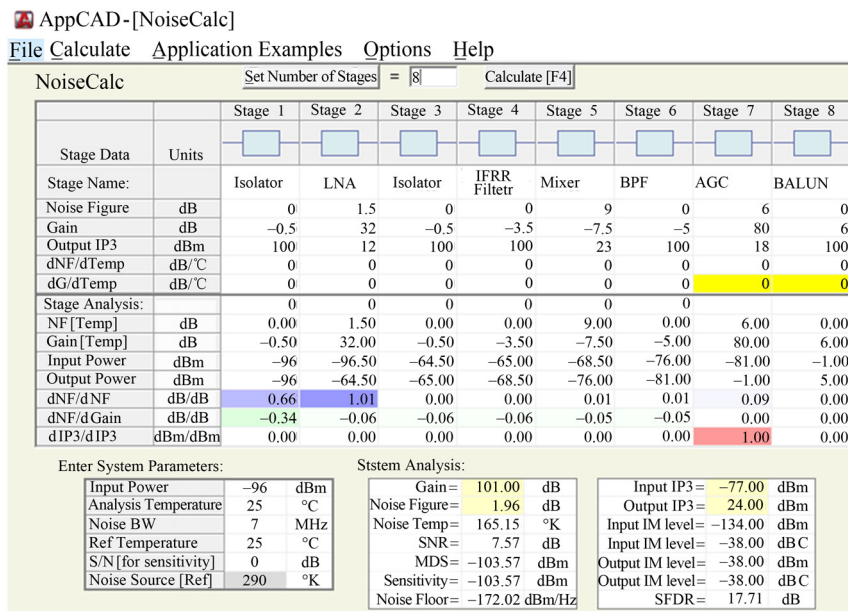 AppCAD-[NoiseCalc]
File Calculate Application Examples Options Help
NoiseCalc Set Number of Stages = 8 Calculate [F4]
Stage 1 Stage 2 Stage 3 Stage 4 Stage 5 Stage 6 Stage 7 Stage 8
Stage Data Units
Stage Name: Isolator LNA Isolator IFRR Filtetr Mixer BPF AGC BALUN
Noise Figure dB 0 1.5 0 0 9 0 6 0
Gain dB −0.5 32 −0.5 −3.5 −7.5 −5 80 6
Output IP3 dBm 100 12 100 100 23 100 18 100
dNF/dTemp dB/℃ 0 0 0 0 0 0 0 0
dG/dTemp dB/℃ 0 0 0 0 0 0 0 0
Stage Analysis: 0 0 0 0 0 0
NF[Temp] dB 0.00 1.50 0.00 0.00 9.00 0.00 6.00 0.00
Gain[Temp] dB −0.50 32.00 −0.50 −3.50 −7.50 −5.00 80.00 6.00
Input Power dBm −96 −96.50 −64.50 −65.00 −68.50 −76.00 −81.00 −1.00
Output Power dBm −96 −64.50 −65.00 −68.50 −76.00 −81.00 −1.00 5.00
dNF/dNF dB/dB 0.66 1.01 0.00 0.00 0.01 0.01 0.09 0.00
dNF/dGain dB/dB −0.34 −0.06 −0.06 −0.06 −0.05 −0.05 0.00 0.00
dIP3/dIP3 dBm/dBm 0.00 0.00 0.00 0.00 0.00 0.00 1.00 0.00
Enter System Parameters:
Input Power −96 dBm
Analysis Temperature 25 °C
Noise BW 7 MHz
Ref Temperature 25 °C
S/N[for sensitivity] 0 dB
Noise Source [Ref] 290 °K
Ststem Analysis:
Gain= 101.00 dB
Noise Figure= 1.96 dB
Noise Temp= 165.15 °K
SNR= 7.57 dB
MDS= −103.57 dBm
Sensitivity= −103.57 dBm
Noise Floor= −172.02 dBm/Hz
Input IP3= −77.00 dBm
Output IP3= 24.00 dBm
Input IM level= −134.00 dBm
Input IM level= −38.00 dBC
Output IM level= −38.00 dBm
Output IM level= −38.00 dBC
SFDR= 17.71 dB